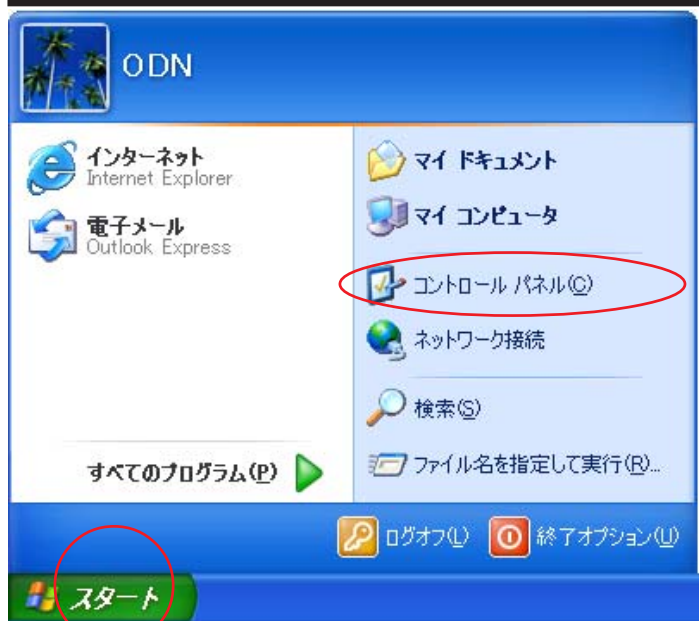 ODN
インターネット
Internet Explorer
電子メール
Outlook Express
すべてのプログラム(P)
マイ ドキュメント
マイ コンピュータ
コントロール パネル(C)
ネットワーク接続
検索(S)
ファイル名を指定して実行(R)...
ログオフ(L)
終了オプション(U)
スタート